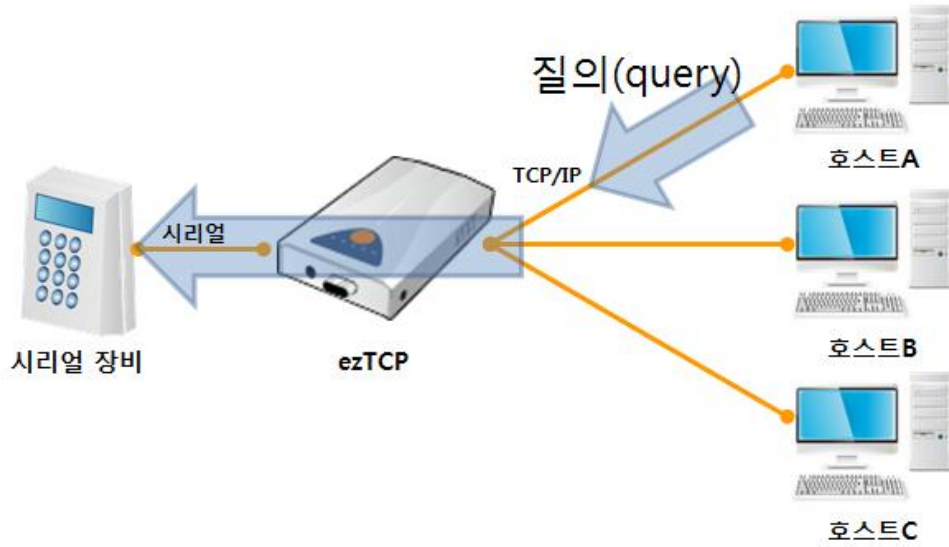 질의(query)
TCP/IP
호스트A
시리얼
시리얼 장비
ezTCP
호스트B
호스트C